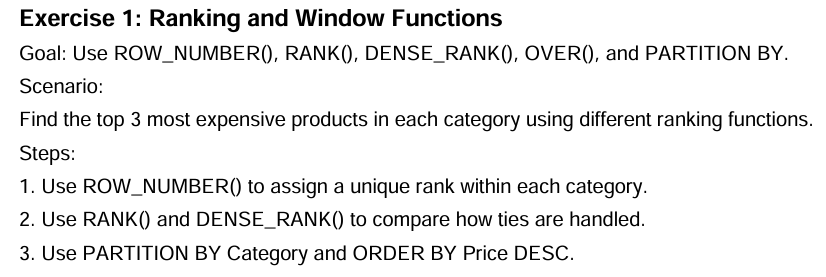 Exercise 1: Ranking and Window Functions
Goal: Use ROW_NUMBER(), RANK(), DENSE_RANK(), OVER(), and PARTITION BY.
Scenario:
Find the top 3 most expensive products in each category using different ranking functions.
Steps:
1. Use ROW_NUMBER() to assign a unique rank within each category.
2. Use RANK() and DENSE_RANK() to compare how ties are handled.
3. Use PARTITION BY Category and ORDER BY Price DESC.